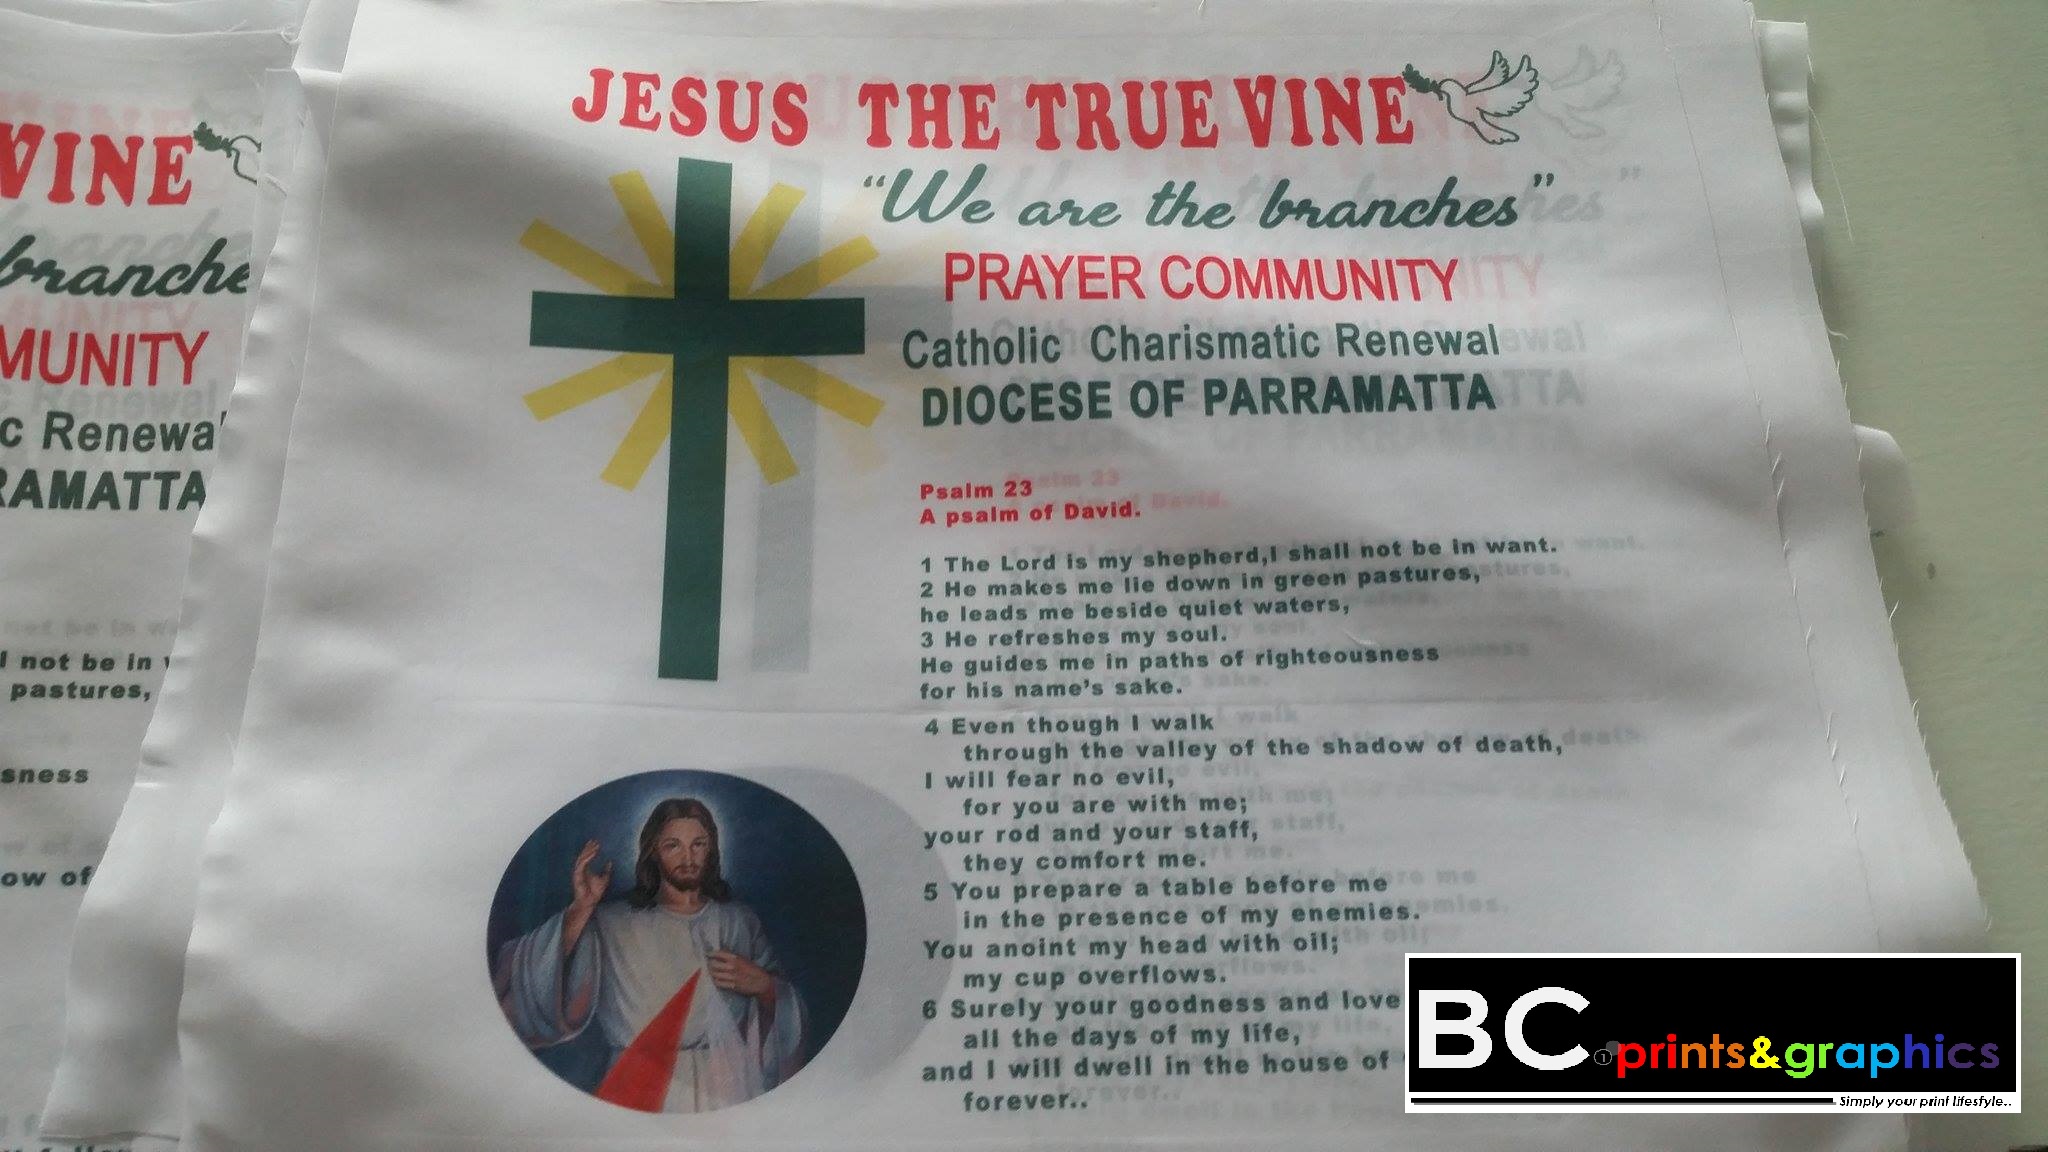 JESUS THE TRUE VINE
"We are the branches"
PRAYER COMMUNITY
Catholic Charismatic Renewal
DIOCESE OF PARRAMATTA
Psalm 23
A psalm of David.
1 The Lord is my shepherd,I shall not be in want.
2 He makes me lie down in green pastures,
he leads me beside quiet waters,
3 He refreshes my soul.
He guides me in paths of righteousness
for his name's sake.
4 Even though I walk
through the valley of the shadow of death,
I will fear no evil,
for you are with me;
your rod and your staff,
they comfort me.
5 You prepare a table before me
in the presence of my enemies.
You anoint my head with oil;
my cup overflows.
6 Surely your goodness and love
all the days of my life,
and I will dwell in the house of
forever..
VINE
branche
MUNITY
c Renewa
RAMATTA
I not be in
pastures,
sness
ow of
BC prints&graphics
Simply your print lifestyle..